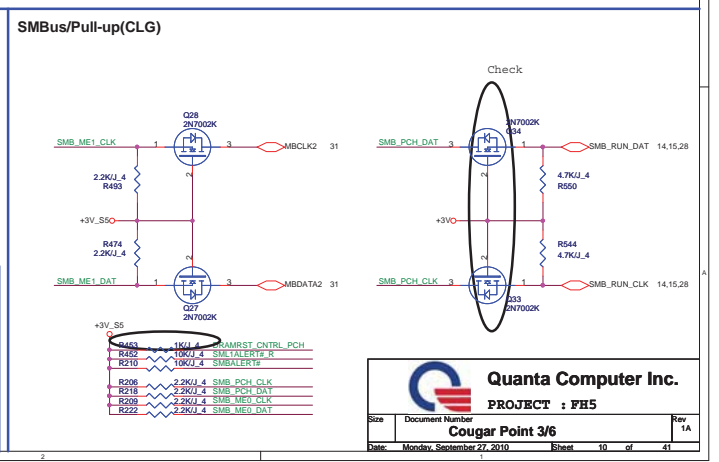 SMBus/Pull-up(CLG)
Check
Q28
2N7002K
SMB_ME1_CLK 1 3 MBCLK2 31
2
2.2K/J_4
R493
+3V_S5
R474
2.2K/J_4
2
SMB_ME1_DAT 1 3 MBDATA2 31
Q27
2N7002K
2N7002K
Q34
SMB_PCH_DAT 3 1 SMB_RUN_DAT 14,15,28
2
4.7K/J_4
R550
+3V
R544
4.7K/J_4
2
SMB_PCH_CLK 3 1 SMB_RUN_CLK 14,15,28
Q33
2N7002K
+3V_S5
R453 1K/J_4 DRAMRST_CNTRL_PCH
R452 10K/J_4 SML1ALERT#_R
R210 10K/J_4 SMBALERT#
R206 2.2K/J_4 SMB_PCH_CLK
R218 2.2K/J_4 SMB_PCH_DAT
R209 2.2K/J_4 SMB_ME0_CLK
R222 2.2K/J_4 SMB_ME0_DAT
A
Quanta Computer Inc.
PROJECT : FH5
Size Document Number Rev
Cougar Point 3/6 1A
Date: Monday, September 27, 2010 Sheet 10 of 41
2 1